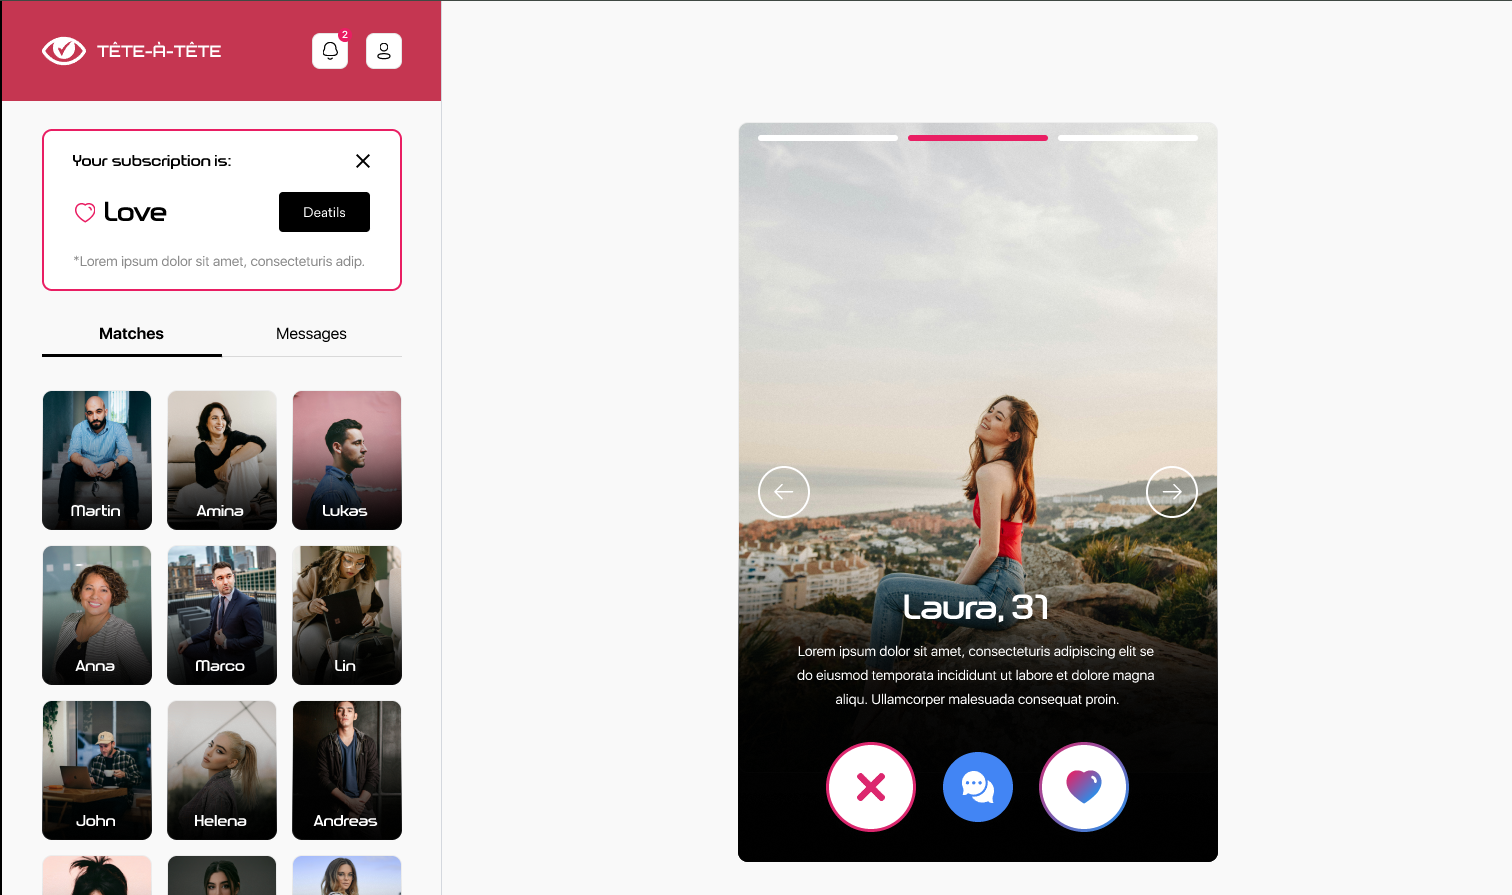 TÊTE-À-TÊTE
2
Your subscription is:
Love
Deatils
*Lorem ipsum dolor sit amet, consecteturis adip.
Matches
Messages
Martin
Amina
Lukas
Anna
Marco
Lin
John
Helena
Andreas
Laura, 31
Lorem ipsum dolor sit amet, consecteturis adipiscing elit se
do eiusmod temporata incididunt ut labore et dolore magna
aliqu. Ullamcorper malesuada consequat proin.